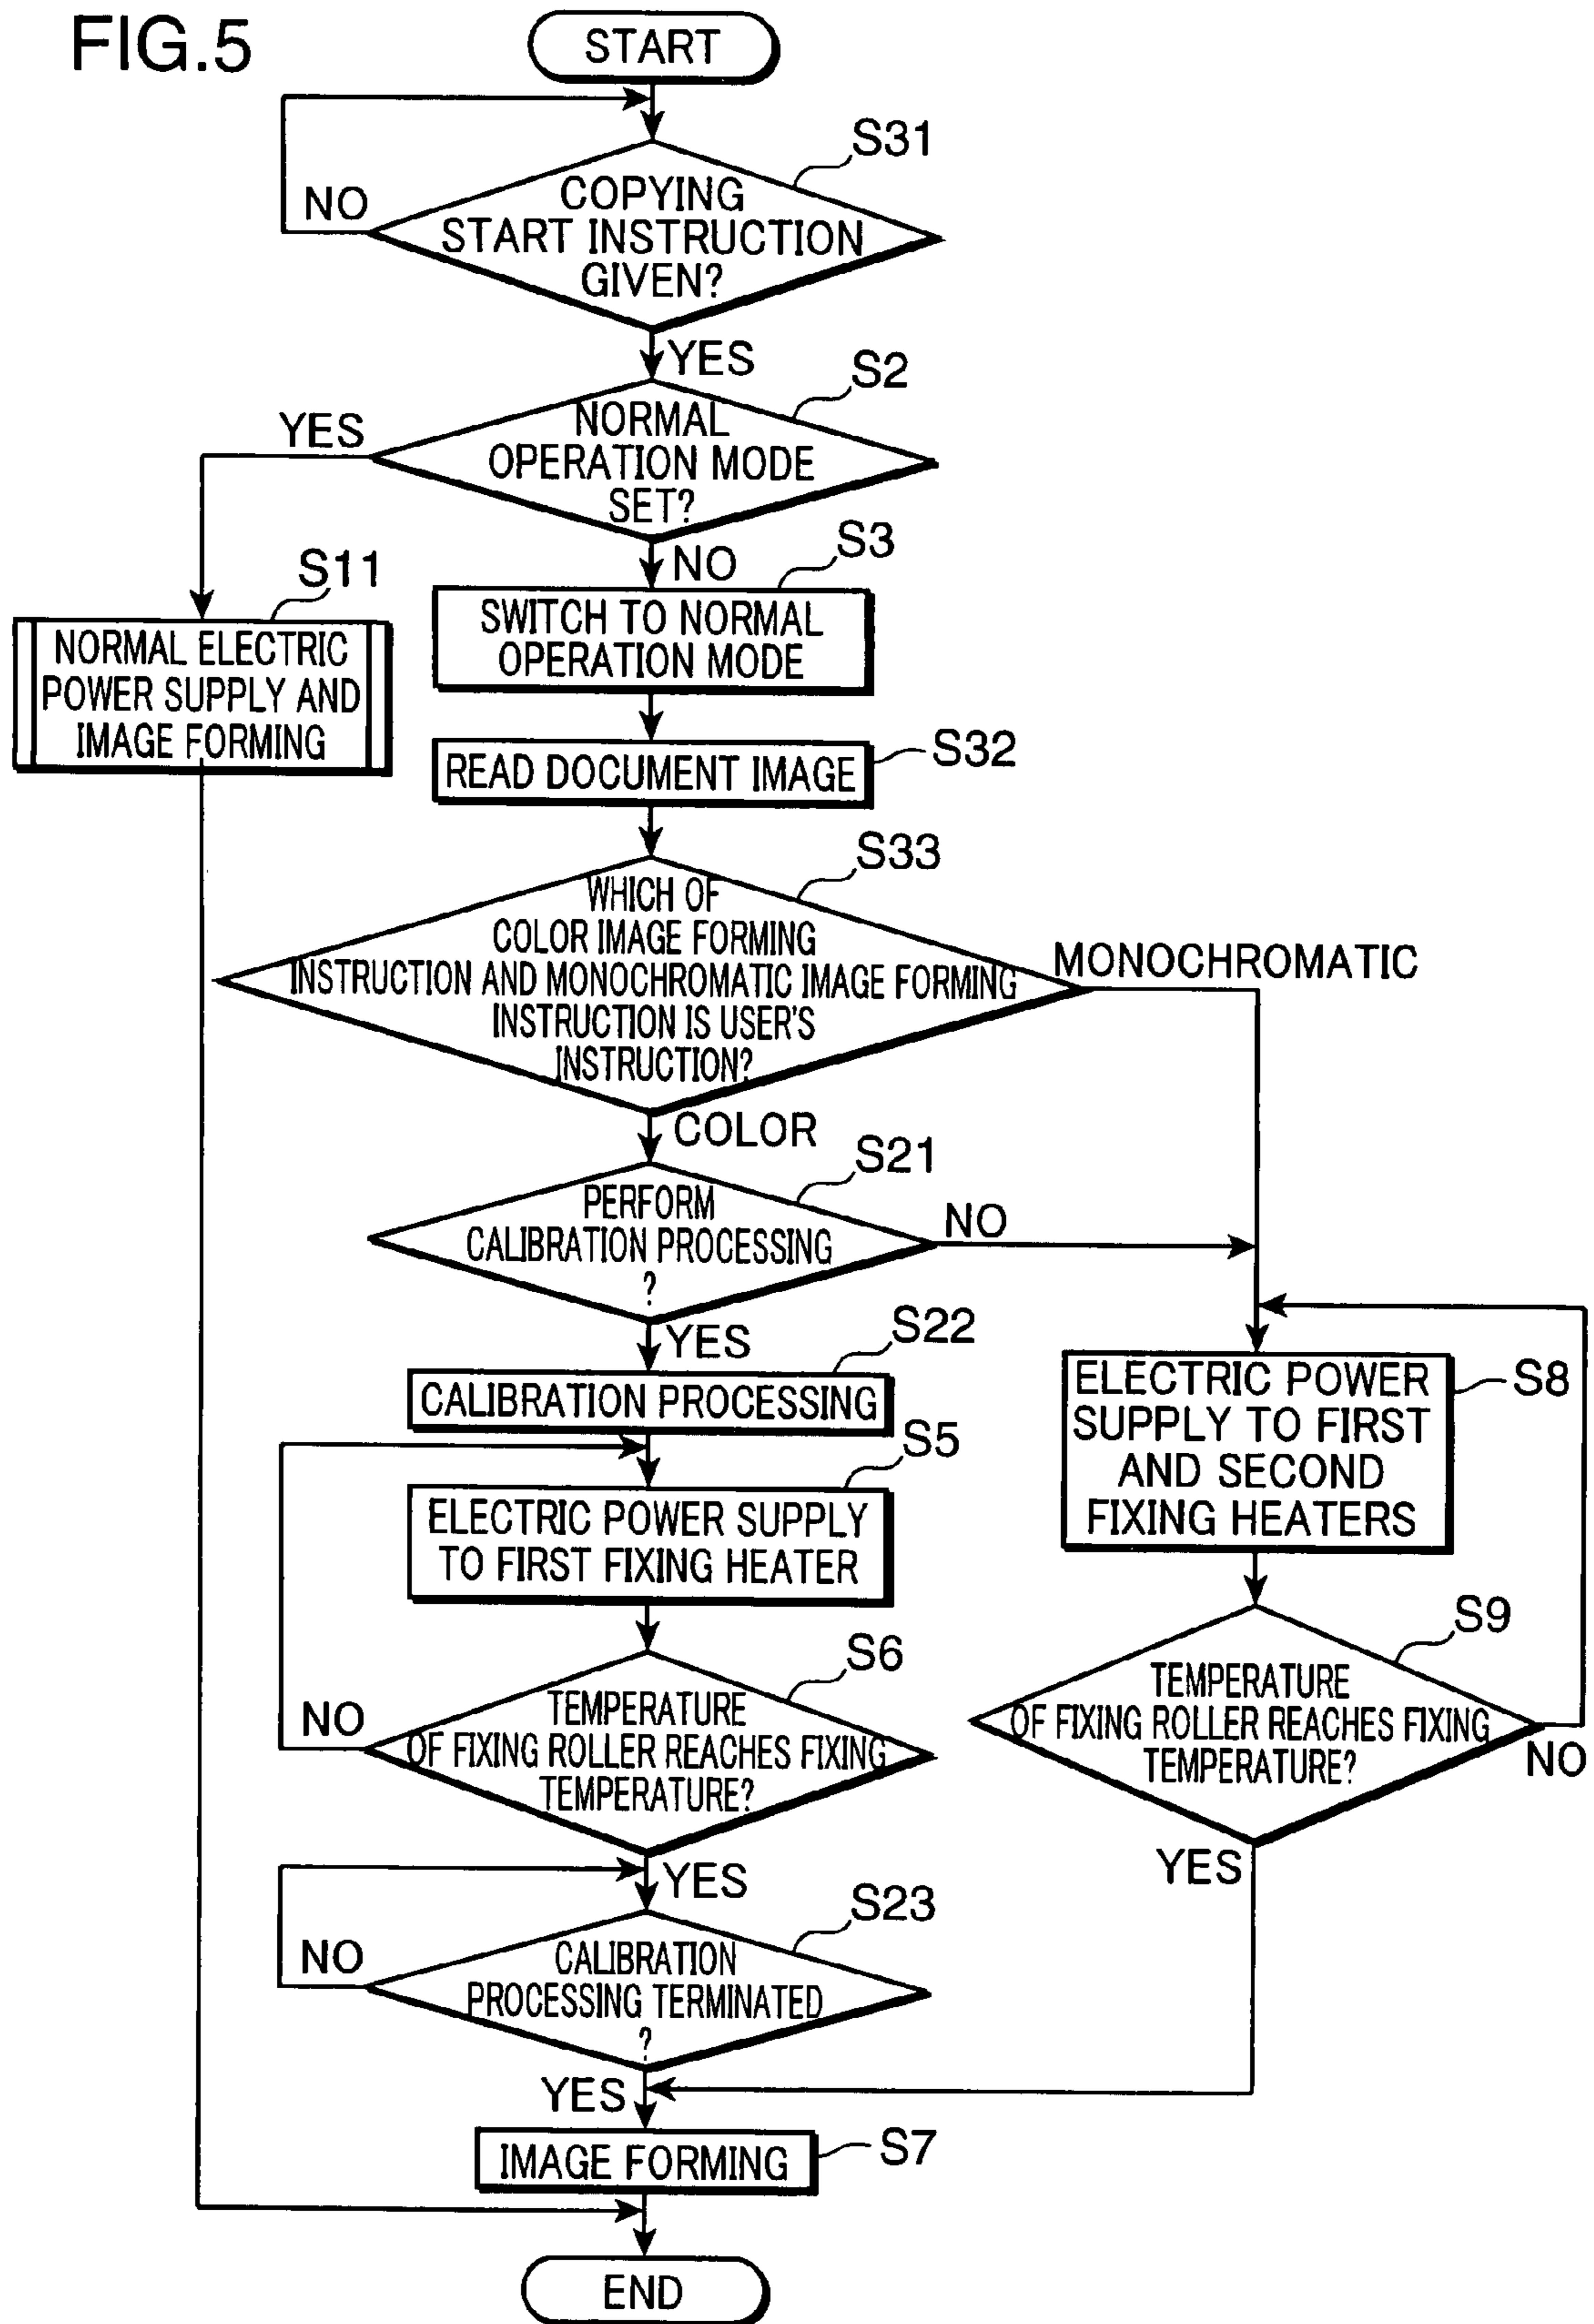 FIG.5
START
S31
NO
COPYING
START INSTRUCTION
GIVEN?
YES
S2
YES
NORMAL
OPERATION MODE
SET?
NO
S3
S11
SWITCH TO NORMAL
OPERATION MODE
NORMAL ELECTRIC
POWER SUPPLY AND
IMAGE FORMING
READ DOCUMENT IMAGE
S32
S33
WHICH OF
COLOR IMAGE FORMING
INSTRUCTION AND MONOCHROMATIC IMAGE FORMING
INSTRUCTION IS USER'S
INSTRUCTION?
MONOCHROMATIC
COLOR
S21
PERFORM
CALIBRATION PROCESSING
?
NO
YES
S22
CALIBRATION PROCESSING
S5
ELECTRIC POWER SUPPLY
TO FIRST FIXING HEATER
ELECTRIC POWER
SUPPLY TO FIRST
AND SECOND
FIXING HEATERS
S8
S6
NO
TEMPERATURE
OF FIXING ROLLER REACHES FIXING
TEMPERATURE?
S9
TEMPERATURE
OF FIXING ROLLER REACHES FIXING
TEMPERATURE?
NO
YES
YES
S23
NO
CALIBRATION
PROCESSING TERMINATED
?
YES
IMAGE FORMING
S7
END